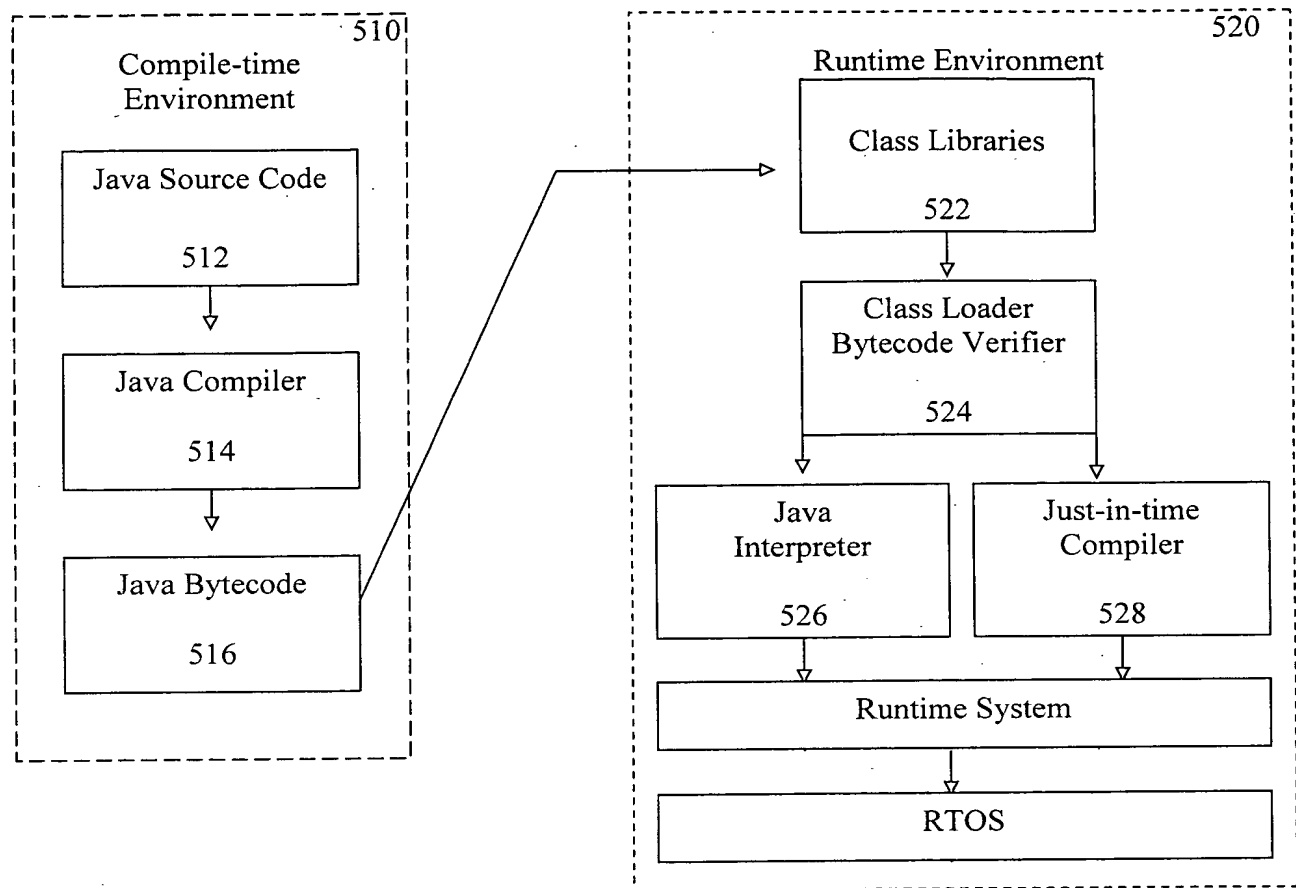 510
Compile-time
Environment
Java Source Code
512
Java Compiler
514
Java Bytecode
516
520
Runtime Environment
Class Libraries
522
Class Loader
Bytecode Verifier
524
Java
Interpreter
526
Just-in-time
Compiler
528
Runtime System
RTOS